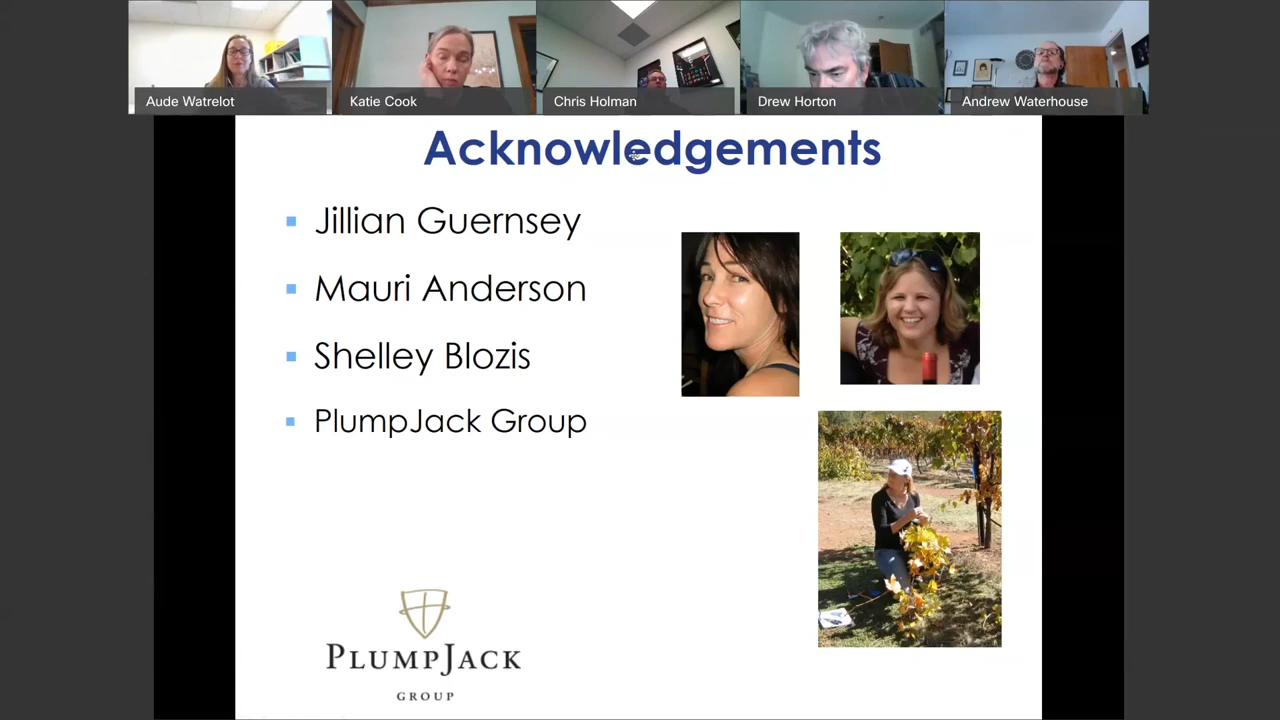 Aude Watrelot
Katie Cook
Chris Holman
Drew Horton
Andrew Waterhouse
Acknowledgements
Jillian Guernsey
Mauri Anderson
Shelley Blozis
PlumpJack Group
PLUMPJACK
GROUP